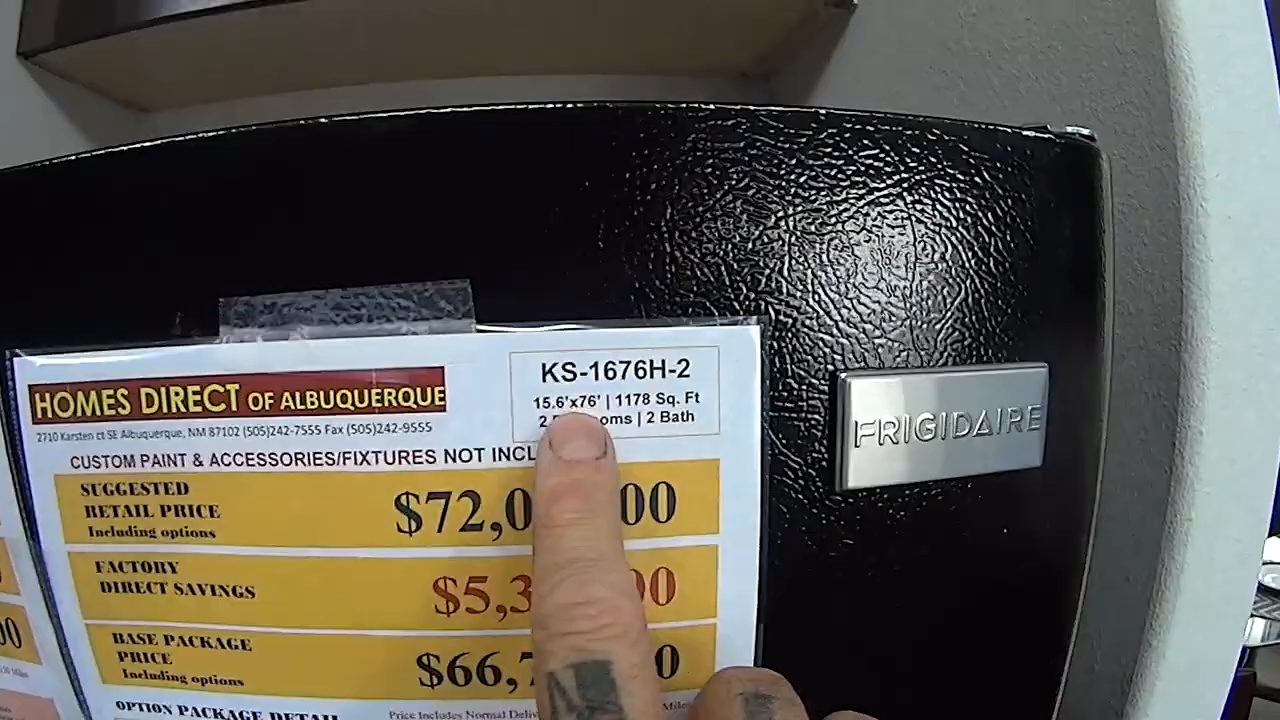 KS-1676H-2
HOMES DIRECT OF ALBUQUERQUE
15.6'x76' | 1178 Sq. Ft
2 | 2 Bath
2710 Karsten ct SE Albuquerque, NM 87102 (505)242-7555 Fax (505)242-9555
CUSTOM PAINT & ACCESSORIES/FIXTURES NOT
SUGGESTED
RETAIL PRICE
Including options
$72,0 00
FACTORY
DIRECT SAVINGS
$5,3 00
BASE PACKAGE
PRICE
Including options
$66,7 0
OPTION PACKAGE DETAIL
Price Includes Normal
FRIGIDAIRE